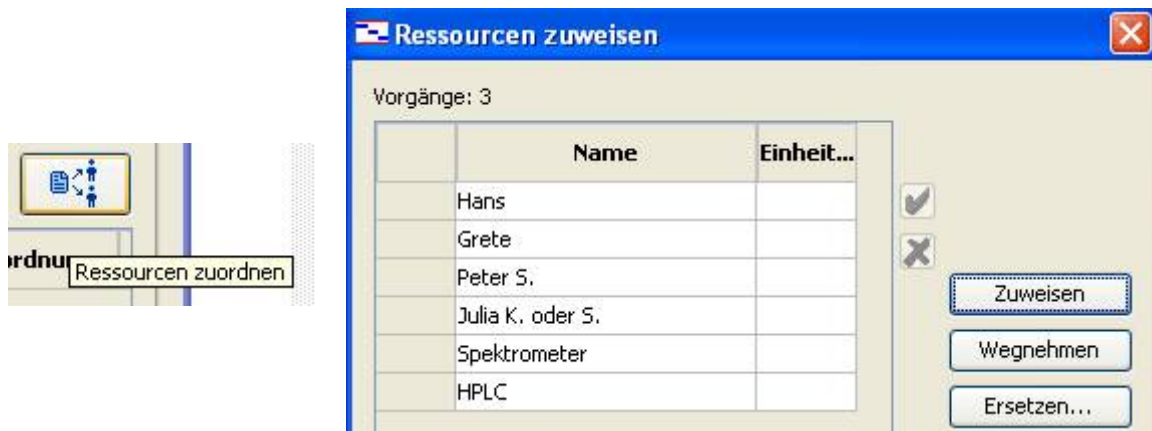 rdnu
Ressourcen zuordnen
Ressourcen zuweisen
Vorgänge: 3
Name Einheit...
Hans
Grete
Peter S.
Julia K. oder S.
Spektrometer
HPLC
Zuweisen
Wegnehmen
Ersetzen...